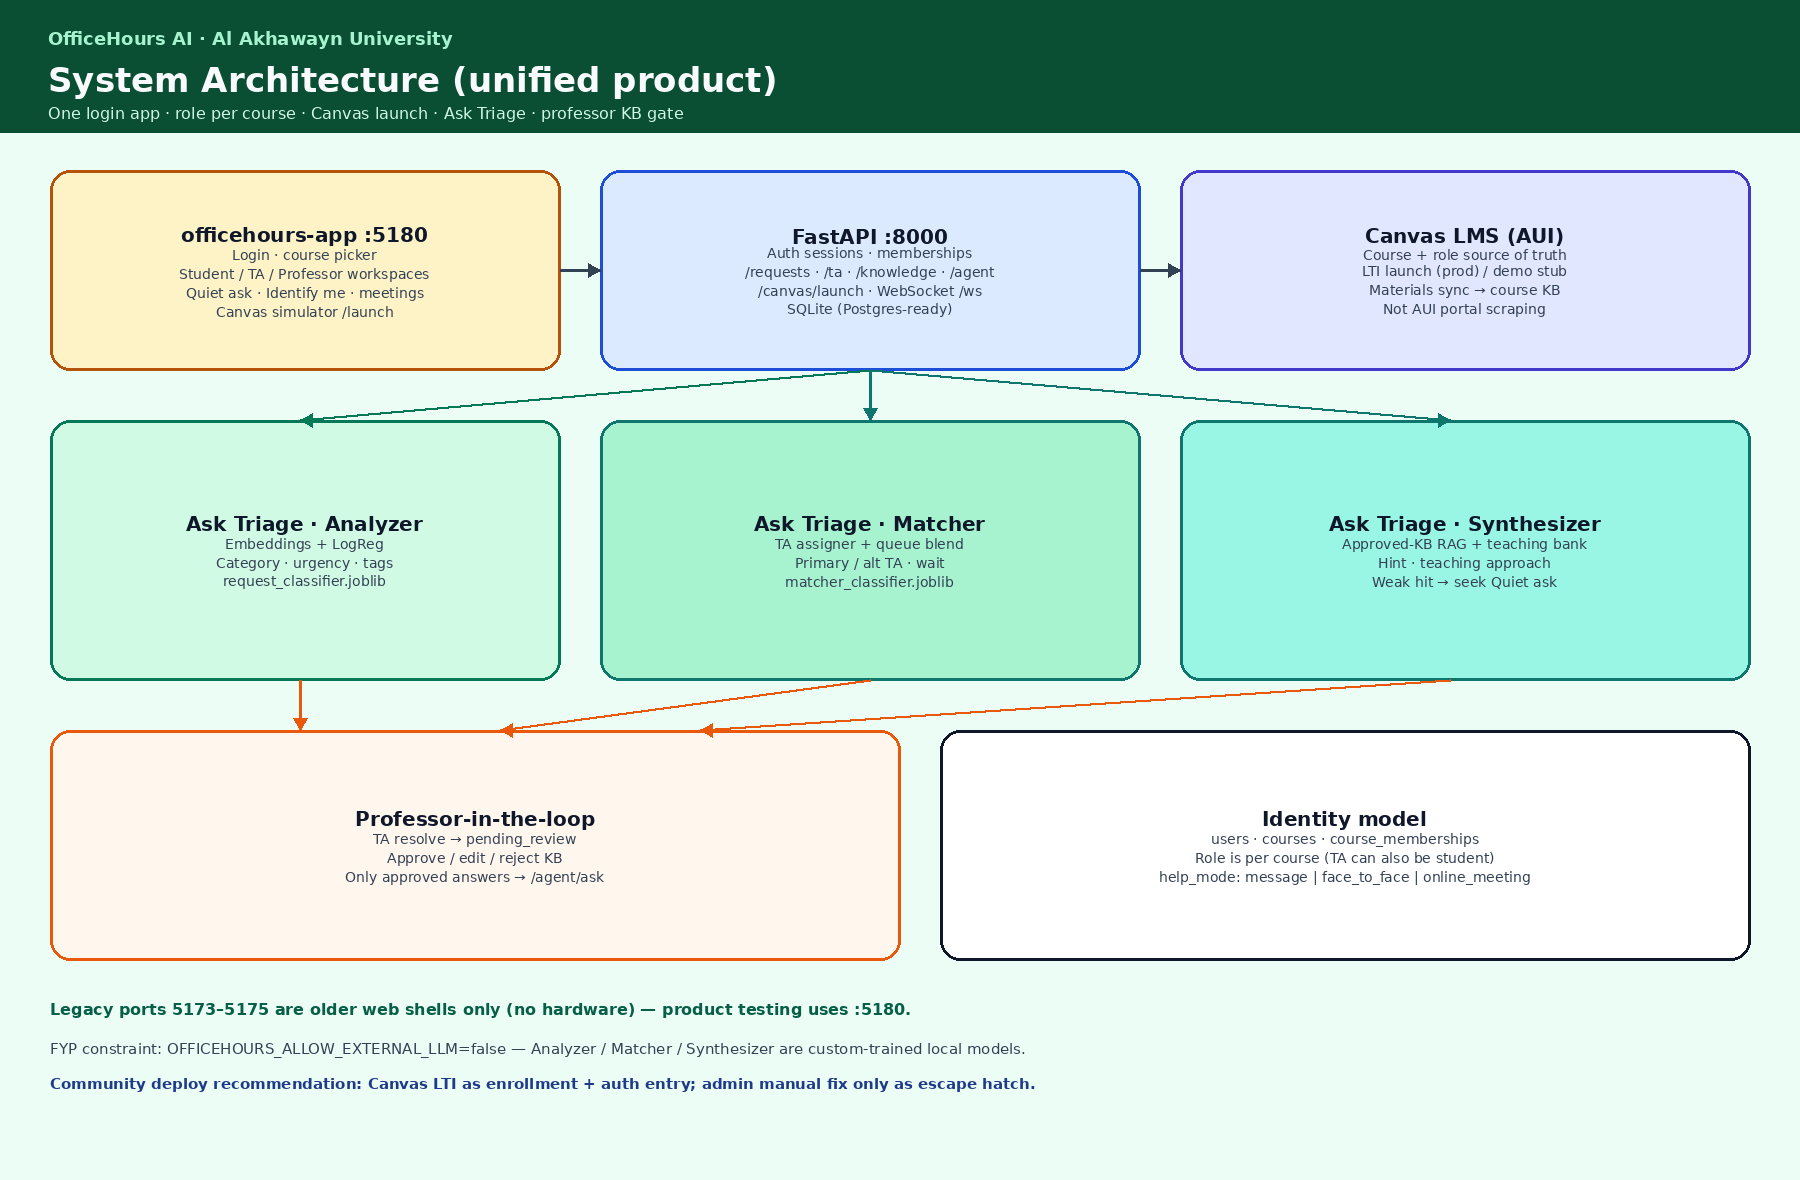 OfficeHours AI · Al Akhawayn University
System Architecture (unified product)
One login app · role per course · Canvas launch · Ask Triage · professor KB gate
officehours-app :5180
Login · course picker
Student / TA / Professor workspaces
Quiet ask · Identify me · meetings
Canvas simulator /launch
FastAPI :8000
Auth sessions · memberships
/requests · /ta · /knowledge · /agent
/canvas/launch · WebSocket /ws
SQLite (Postgres-ready)
Canvas LMS (AUI)
Course + role source of truth
LTI launch (prod) / demo stub
Materials sync → course KB
Not AUI portal scraping
Ask Triage · Analyzer
Embeddings + LogReg
Category · urgency · tags
request_classifier.joblib
Ask Triage · Matcher
TA assigner + queue blend
Primary / alt TA · wait
matcher_classifier.joblib
Ask Triage · Synthesizer
Approved-KB RAG + teaching bank
Hint · teaching approach
Weak hit → seek Quiet ask
Professor-in-the-loop
TA resolve → pending_review
Approve / edit / reject KB
Only approved answers → /agent/ask
Identity model
users · courses · course_memberships
Role is per course (TA can also be student)
help_mode: message | face_to_face | online_meeting
Legacy ports 5173–5175 are older web shells only (no hardware) — product testing uses :5180.
FYP constraint: OFFICEHOURS_ALLOW_EXTERNAL_LLM=false — Analyzer / Matcher / Synthesizer are custom-trained local models.
Community deploy recommendation: Canvas LTI as enrollment + auth entry; admin manual fix only as escape hatch.